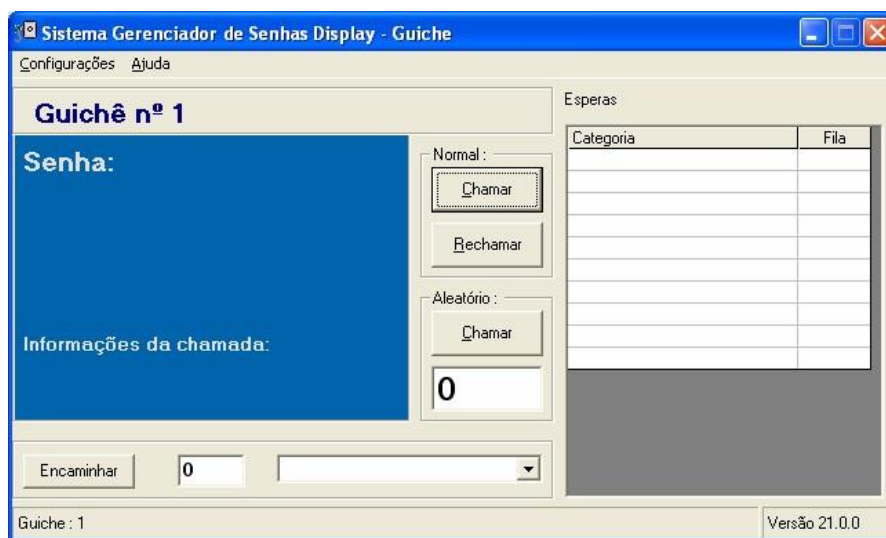 Sistema Gerenciador de Senhas Display - Guiche
Configurações Ajuda
Guichê nº 1
Senha:
Informações da chamada:
Normal :
Chamar
Rechamar
Aleatório :
Chamar
0
Encaminhar
0
Esperas
Categoria Fila
Guiche : 1
Versão 21.0.0